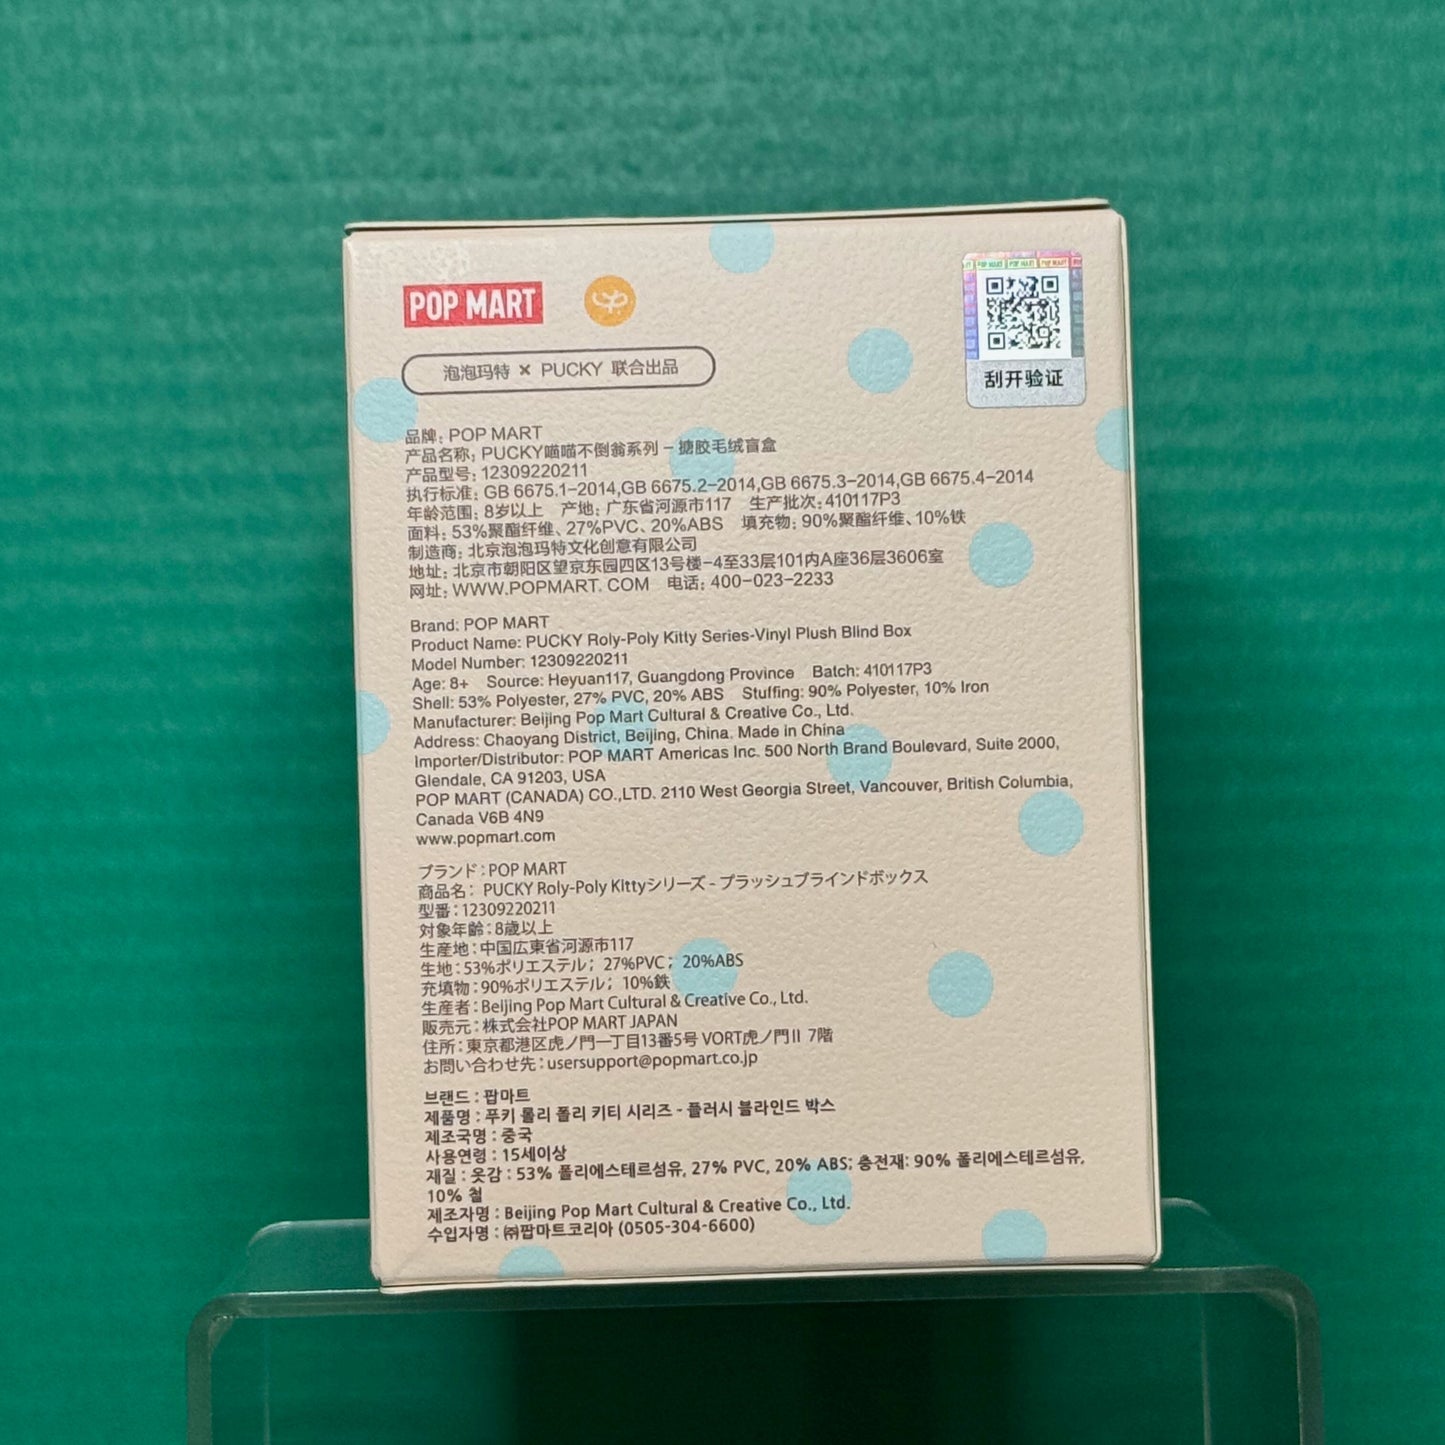 POP MART
泡泡玛特 × PUCKY 联合出品
POP MART POP MART POP MART
刮开验证
品牌: POP MART
产品名称: PUCKY喵喵不倒翁系列 - 搪胶毛绒盲盒
产品型号: 12309220211
执行标准: GB 6675.1-2014,GB 6675.2-2014,GB 6675.3-2014,GB 6675.4-2014
年龄范围: 8岁以上 产地: 广东省河源市117 生产批次: 410117P3
面料: 53%聚酯纤维、27%PVC、20%ABS 填充物: 90%聚酯纤维、10%铁
制造商: 北京泡泡玛特文化创意有限公司
地址: 北京市朝阳区望京东园四区13号楼-4至33层101内A座36层3606室
网址: WWW.POPMART. COM 电话: 400-023-2233
Brand: POP MART
Product Name: PUCKY Roly-Poly Kitty Series-Vinyl Plush Blind Box
Model Number: 12309220211
Age: 8+ Source: Heyuan117, Guangdong Province Batch: 410117P3
Shell: 53% Polyester, 27% PVC, 20% ABS Stuffing: 90% Polyester, 10% Iron
Manufacturer: Beijing Pop Mart Cultural & Creative Co., Ltd.
Address: Chaoyang District, Beijing, China. Made in China
Importer/Distributor: POP MART Americas Inc. 500 North Brand Boulevard, Suite 2000,
Glendale, CA 91203, USA
POP MART (CANADA) CO.,LTD. 2110 West Georgia Street, Vancouver, British Columbia,
Canada V6B 4N9
www.popmart.com
ブランド:POP MART
商品名: PUCKY Roly-Poly Kittyシリーズ - プラッシュブラインドボックス
型番:12309220211
対象年齢:8歳以上
生産地:中国広東省河源市117
生地:53%ポリエステル; 27%PVC; 20%ABS
充填物:90%ポリエステル; 10%鉄
生産者:Beijing Pop Mart Cultural & Creative Co., Ltd.
販売元:株式会社POP MART JAPAN
住所:東京都港区虎ノ門一丁目13番5号 VORT虎ノ門II 7階
お問い合わせ先:usersupport@popmart.co.jp
브랜드 : 팝마트
제품명 : 푸키 롤리 폴리 키티 시리즈 - 플러시 블라인드 박스
제조국명 : 중국
사용연령 : 15세이상
재질 : 옷감 : 53% 폴리에스테르섬유, 27% PVC, 20% ABS; 충전재: 90% 폴리에스테르섬유,
10% 철
제조자명 : Beijing Pop Mart Cultural & Creative Co., Ltd.
수입자명 : ㈜팝마트코리아 (0505-304-6600)